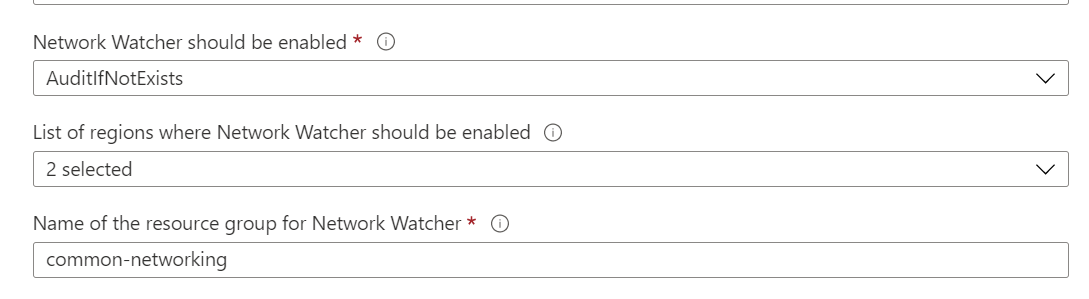 Network Watcher should be enabled *
AuditIfNotExists
List of regions where Network Watcher should be enabled
2 selected
Name of the resource group for Network Watcher *
common-networking